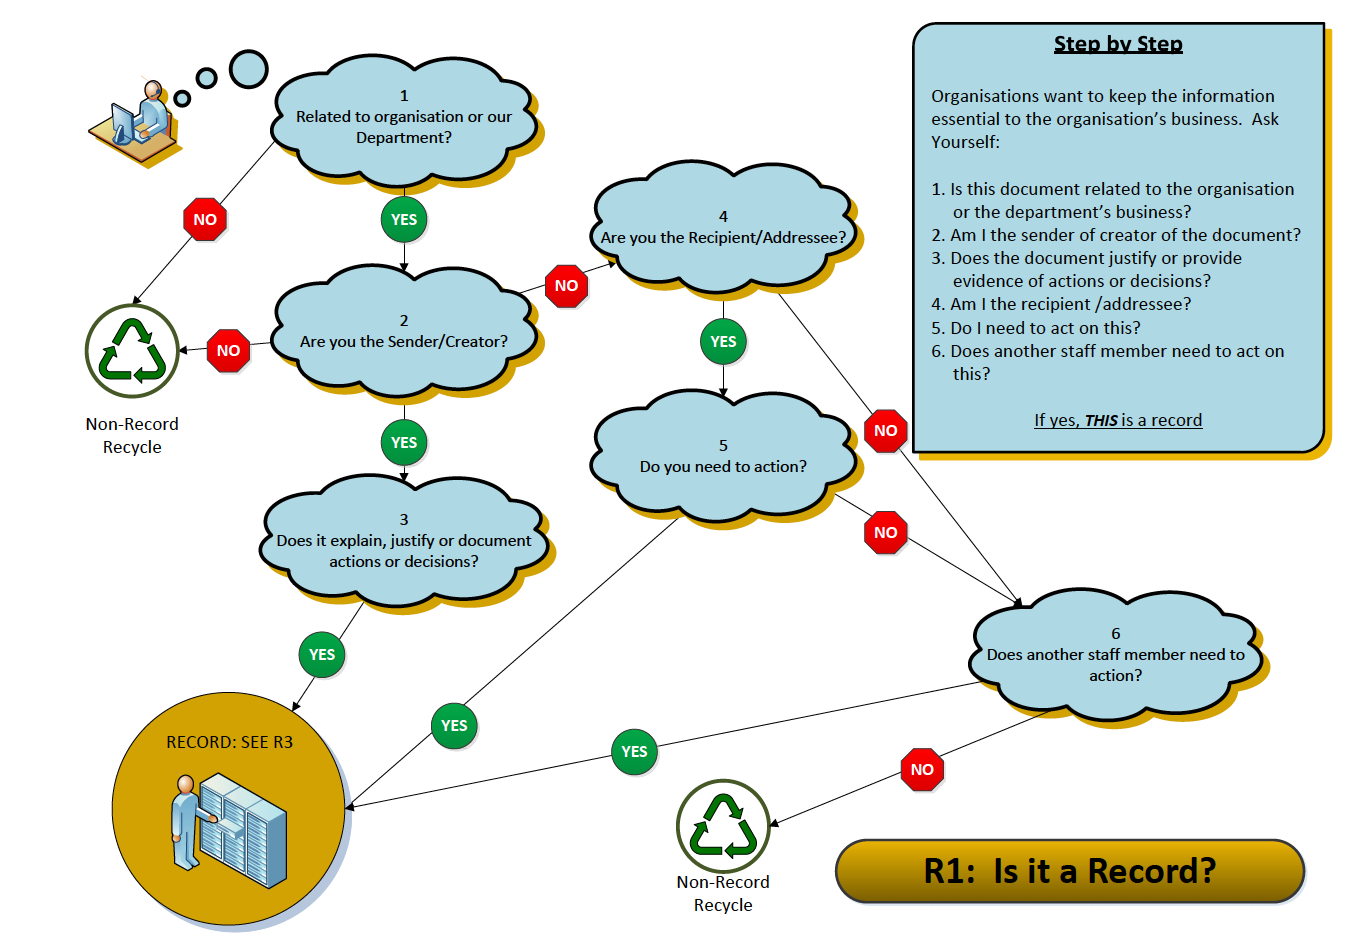 Step by Step
Organisations want to keep the information
essential to the organisation's business.  Ask
Yourself:
1. Is this document related to the organisation
or the department's business?
2. Am I the sender of creator of the document?
3. Does the document justify or provide
evidence of actions or decisions?
4. Am I the recipient /addressee?
5. Do I need to act on this?
6. Does another staff member need to act on
this?
If yes, THIS is a record
1
Related to organisation or our
Department?
NO
YES
4
Are you the Recipient/Addressee?
NO
2
Are you the Sender/Creator?
NO
YES
Non-Record
Recycle
YES
NO
5
Do you need to action?
NO
3
Does it explain, justify or document
actions or decisions?
YES
6
Does another staff member need to
action?
YES
YES
NO
RECORD: SEE R3
Non-Record
Recycle
R1:  Is it a Record?